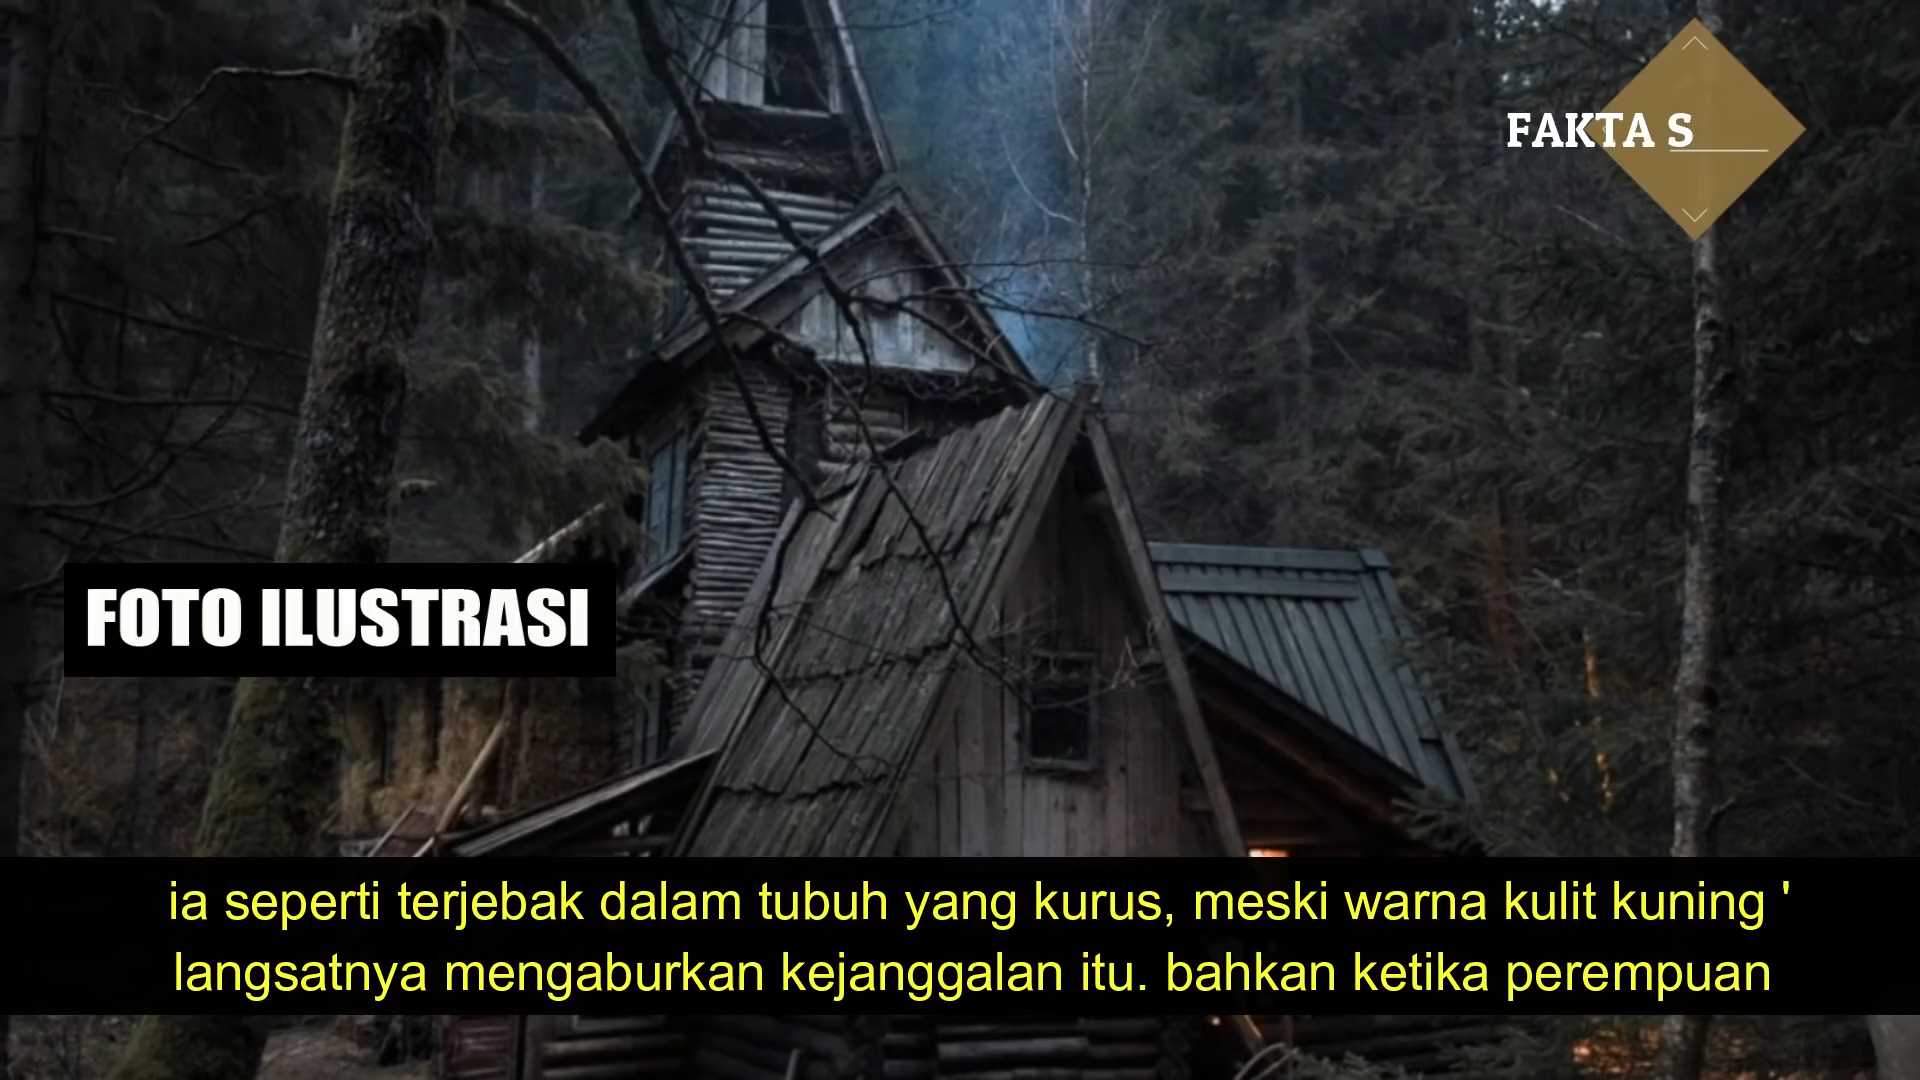 FAKTA S
FOTO ILUSTRASI
ia seperti terjebak dalam tubuh yang kurus, meski warna kulit kuning '
langsatnya mengaburkan kejanggalan itu. bahkan ketika perempuan